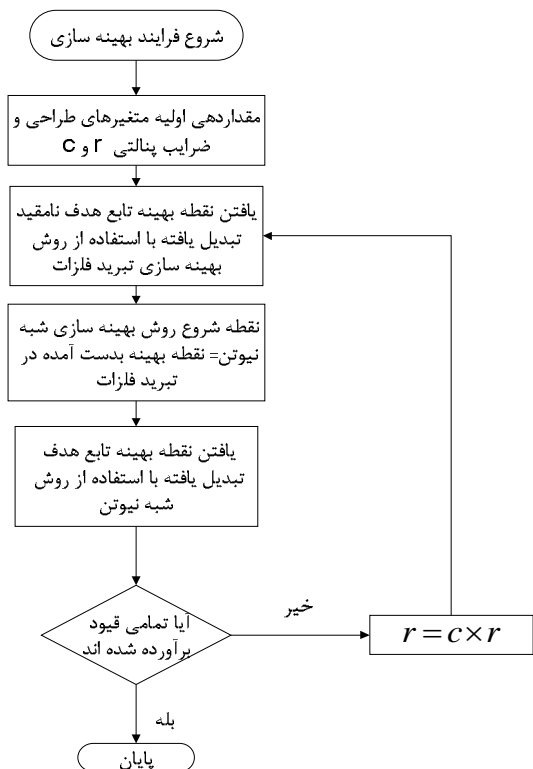 شروع فرایند بهینه سازی
مقداردهی اولیه متغیرهای طراحی و
ضرایب پنالتی r و c
یافتن نقطه بهینه تابع هدف نامقید
تبدیل یافته با استفاده از روش
بهینه سازی تبرید فلزات
نقطه شروع روش بهینه سازی شبه
نیوتن= نقطه بهینه بدست آمده در
تبرید فلزات
یافتن نقطه بهینه تابع هدف
تبدیل یافته با استفاده از روش
شبه نیوتن
آیا تمامی قیود
برآورده شده اند
خیر
r = c × r
بله
پایان